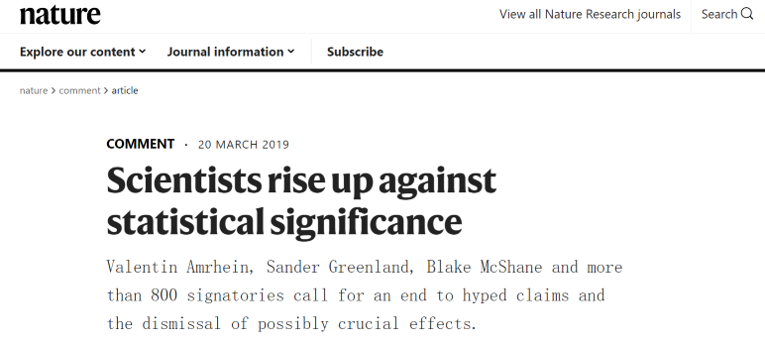 nature
View all Nature Research journals Search
Explore our content Journal information Subscribe
nature > comment > article
COMMENT · 20 MARCH 2019
Scientists rise up against
statistical significance
Valentin Amrhein, Sander Greenland, Blake McShane and more
than 800 signatories call for an end to hyped claims and
the dismissal of possibly crucial effects.